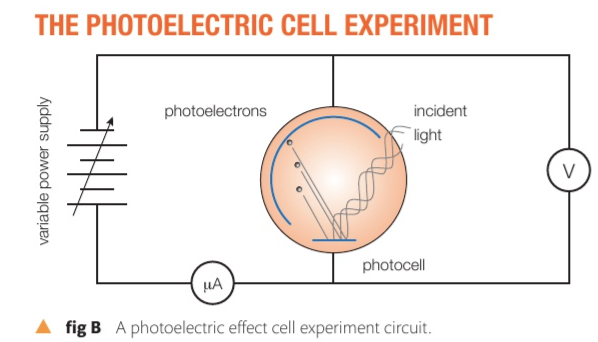 THE PHOTOELECTRIC CELL EXPERIMENT
variable power supply
photoelectrons
incident
light
V
photocell
μA
fig B A photoelectric effect cell experiment circuit.